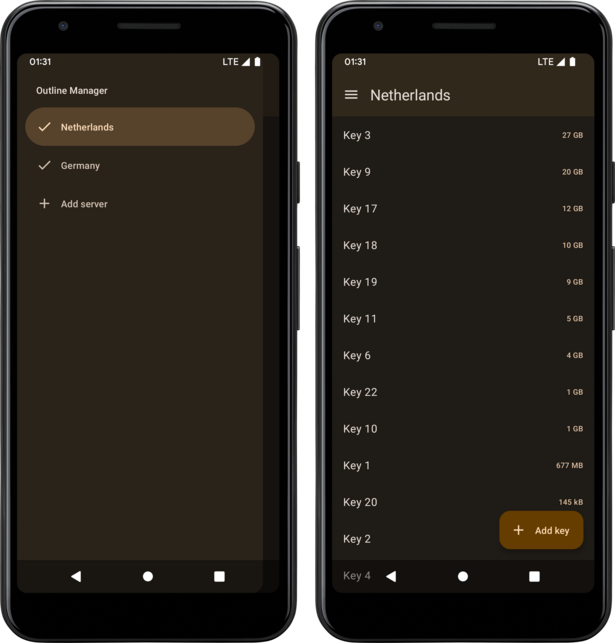 01:31
LTE
Outline Manager
Netherlands
Germany
Add server
01:31
LTE
Netherlands
Key 3 27 GB
Key 9 20 GB
Key 17 12 GB
Key 18 10 GB
Key 19 9 GB
Key 11 5 GB
Key 6 4 GB
Key 22 1 GB
Key 10 1 GB
Key 1 677 MB
Key 20 145 kB
Add key
Key 2
Key 4